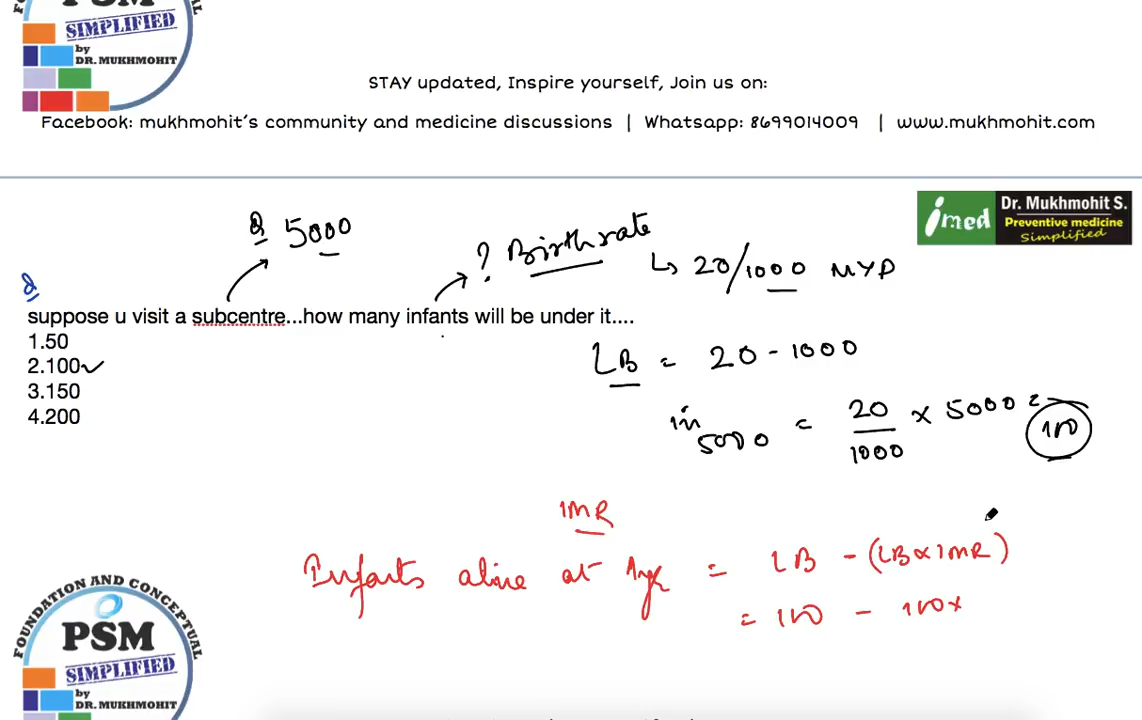 SIMPLIFIED
by
DR. MUKHMOHIT
STAY updated, Inspire yourself, Join us on:
Facebook: mukhmohit's community and medicine discussions | Whatsapp: 8699014009 | www.mukhmohit.com
imed Dr. Mukhmohit S.
Preventive medicine
Simplified
Q 5000
? Birth rate
↳ 20/1000 MYP
Q
suppose u visit a subcentre...how many infants will be under it....
1.50
2.100✓
3.150
4.200
LB = 20 - 1000
in 5000 = 20/1000 × 5000 = 100
IMR
Infants alive at 1yr = LB - (LB × IMR)
= 100 - 100×
FOUNDATION AND CONCEPTUAL
PSM
SIMPLIFIED
by
DR. MUKHMOHIT